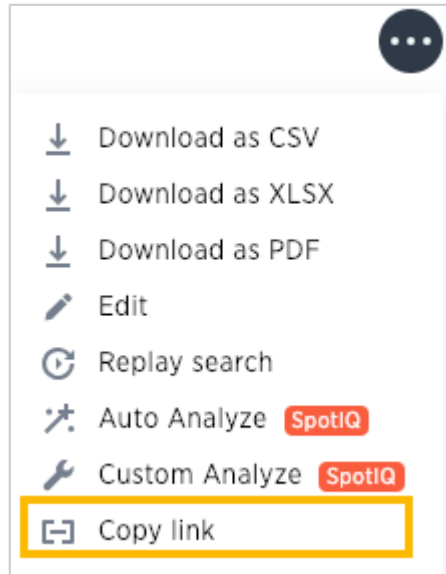 Download as CSV
Download as XLSX
Download as PDF
Edit
Replay search
Auto Analyze SpotIQ
Custom Analyze SpotIQ
Copy link